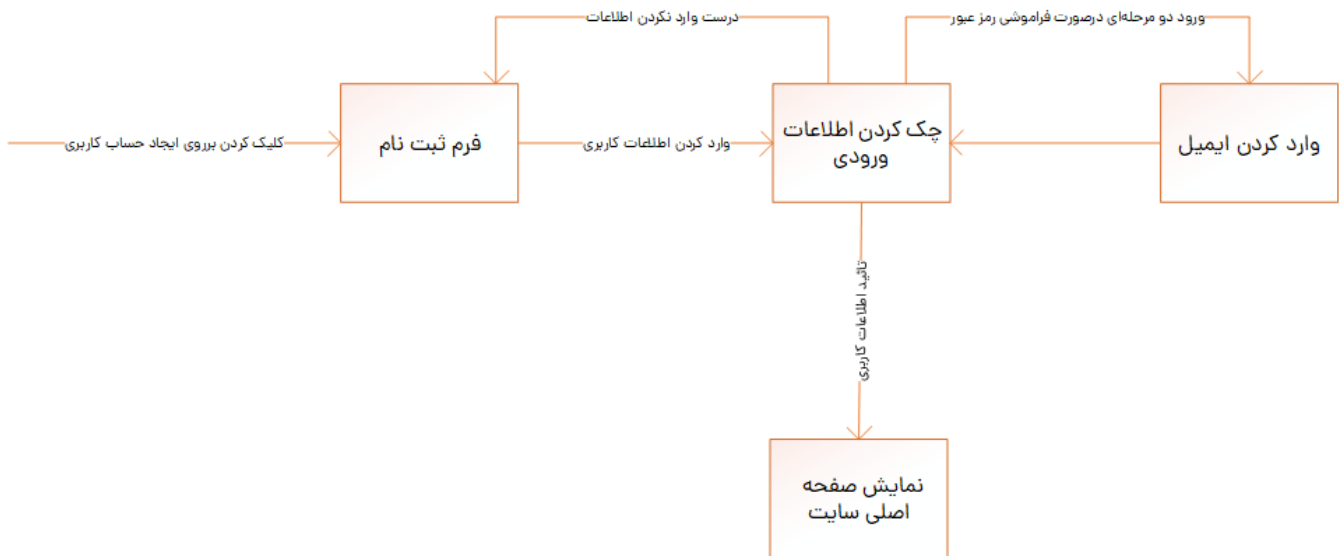 درست وارد نکردن اطلاعات
ورود دو مرحله‌ای درصورت فراموشی رمز عبور
کلیک کردن برروی ایجاد حساب کاربری
فرم ثبت نام
وارد کردن اطلاعات کاربری
چک کردن اطلاعات
ورودی
وارد کردن ایمیل
تائید اطلاعات کاربری
نمایش صفحه
اصلی سایت